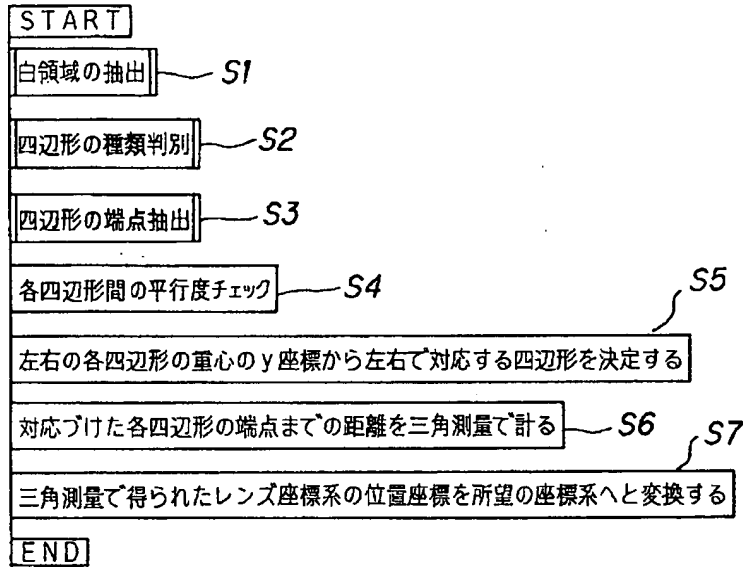 START
白領域の抽出 S1
四辺形の種類判別 S2
四辺形の端点抽出 S3
各四辺形間の平行度チェック S4
S5
左右の各四辺形の重心のy座標から左右で対応する四辺形を決定する
対応づけた各四辺形の端点までの距離を三角測量で計る S6
S7
三角測量で得られたレンズ座標系の位置座標を所望の座標系へと変換する
END